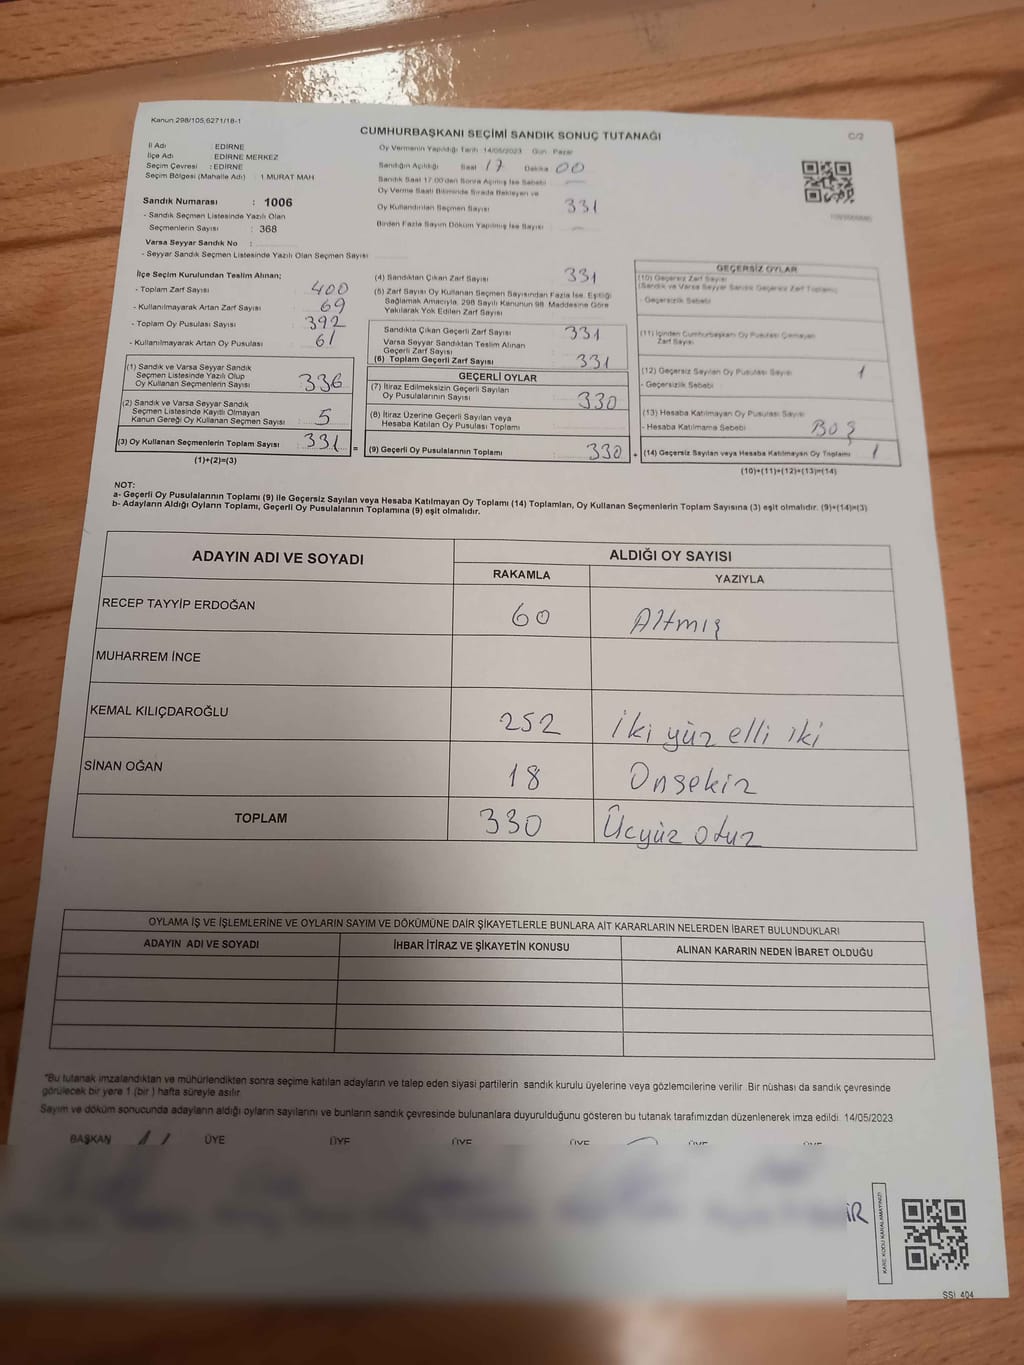 Kanun 298/105,6271/18-1
CUMHURBAŞKANI SEÇİMİ SANDIK SONUÇ TUTANAĞI
C/2
İl Adı : EDİRNE
İlçe Adı : EDİRNE MERKEZ
Seçim Çevresi : EDİRNE
Seçim Bölgesi (Mahalle Adı) : 1 MURAT MAH
Sandık Numarası : 1006
- Sandık Seçmen Listesinde Yazılı Olan
Seçmenlerin Sayısı : 368
Varsa Seyyar Sandık No :
- Seyyar Sandık Seçmen Listesinde Yazılı Olan Seçmen Sayısı
Oy Vermenin Yapıldığı Tarih 14/05/2023 Gün Pazar
Sandığın Açıldığı Saat 17 Dakika 00
Sandık Saat 17.00'den Sonra Açılmış İse Sebebi
Oy Verme Saati Bitiminde Sırada Bekleyen ve
Oy Kullandırılan Seçmen Sayısı 331
Birden Fazla Sayım Döküm Yapılmış İse Sayısı
İlçe Seçim Kurulundan Teslim Alınan;
- Toplam Zarf Sayısı : 400
- Kullanılmayarak Artan Zarf Sayısı : 69
- Toplam Oy Pusulası Sayısı : 392
- Kullanılmayarak Artan Oy Pusulası : 61
(1) Sandık ve Varsa Seyyar Sandık
Seçmen Listesinde Yazılı Olup
Oy Kullanan Seçmenlerin Sayısı : 336
(2) Sandık ve Varsa Seyyar Sandık
Seçmen Listesinde Kayıtlı Olmayan
Kanun Gereği Oy Kullanan Seçmen Sayısı : 5
(3) Oy Kullanan Seçmenlerin Toplam Sayısı : 331 =
(1)+(2)=(3)
(4) Sandıktan Çıkan Zarf Sayısı : 331
(5) Zarf Sayısı Oy Kullanan Seçmen Sayısından Fazla İse, Eşitliği
Sağlamak Amacıyla, 298 Sayılı Kanunun 98. Maddesine Göre
Yakılarak Yok Edilen Zarf Sayısı
Sandıkta Çıkan Geçerli Zarf Sayısı : 331
Varsa Seyyar Sandıktan Teslim Alınan
Geçerli Zarf Sayısı
(6) Toplam Geçerli Zarf Sayısı : 331
GEÇERLİ OYLAR
(7) İtiraz Edilmeksizin Geçerli Sayılan
Oy Pusulalarının Sayısı : 330
(8) İtiraz Üzerine Geçerli Sayılan veya
Hesaba Katılan Oy Pusulası Toplamı
(9) Geçerli Oy Pusulalarının Toplamı : 330 +
GEÇERSİZ OYLAR
(10) Geçersiz Zarf Sayısı
(Sandık ve Varsa Seyyar Sandık Geçersiz Zarf Toplamı)
- Geçersizlik Sebebi
(11) İçinden Cumhurbaşkanı Oy Pusulası Çıkmayan
Zarf Sayısı
(12) Geçersiz Sayılan Oy Pusulası Sayısı : 1
- Geçersizlik Sebebi
(13) Hesaba Katılmayan Oy Pusulası Sayısı
- Hesaba Katılmama Sebebi BOŞ
(14) Geçersiz Sayılan veya Hesaba Katılmayan Oy Toplamı 1
(10)+(11)+(12)+(13)=(14)
NOT:
a- Geçerli Oy Pusulalarının Toplamı (9) ile Geçersiz Sayılan veya Hesaba Katılmayan Oy Toplamı (14) Toplamları, Oy Kullanan Seçmenlerin Toplam Sayısına (3) eşit olmalıdır. (9)+(14)=(3)
b- Adayların Aldığı Oyların Toplamı, Geçerli Oy Pusulalarının Toplamına (9) eşit olmalıdır.
ADAYIN ADI VE SOYADI
ALDIĞI OY SAYISI
RAKAMLA YAZIYLA
RECEP TAYYİP ERDOĞAN 60 Altmış
MUHARREM İNCE
KEMAL KILIÇDAROĞLU 252 İki yüz elli iki
SİNAN OĞAN 18 Onsekiz
TOPLAM 330 Üçyüz otuz
OYLAMA İŞ VE İŞLEMLERİNE VE OYLARIN SAYIM VE DÖKÜMÜNE DAİR ŞİKAYETLERLE BUNLARA AİT KARARLARIN NELERDEN İBARET BULUNDUKLARI
ADAYIN ADI VE SOYADI İHBAR İTİRAZ VE ŞİKAYETİN KONUSU ALINAN KARARIN NEDEN İBARET OLDUĞU
*Bu tutanak imzalandıktan ve mühürlendikten sonra seçime katılan adayların ve talep eden siyasi partilerin sandık kurulu üyelerine veya gözlemcilerine verilir. Bir nüshası da sandık çevresinde
görülecek bir yere 1 (bir) hafta süreyle asılır.
Sayım ve döküm sonucunda adayların aldığı oyların sayılarını ve bunların sandık çevresinde bulunanlara duyurulduğunu gösteren bu tutanak tarafımızdan düzenlenerek imza edildi. 14/05/2023
BAŞKAN ÜYE ÜYE ÜYE ÜYE ÜYE ÜYE
İR
KARE KODU KARALAMAYINIZ!
SSİ 404